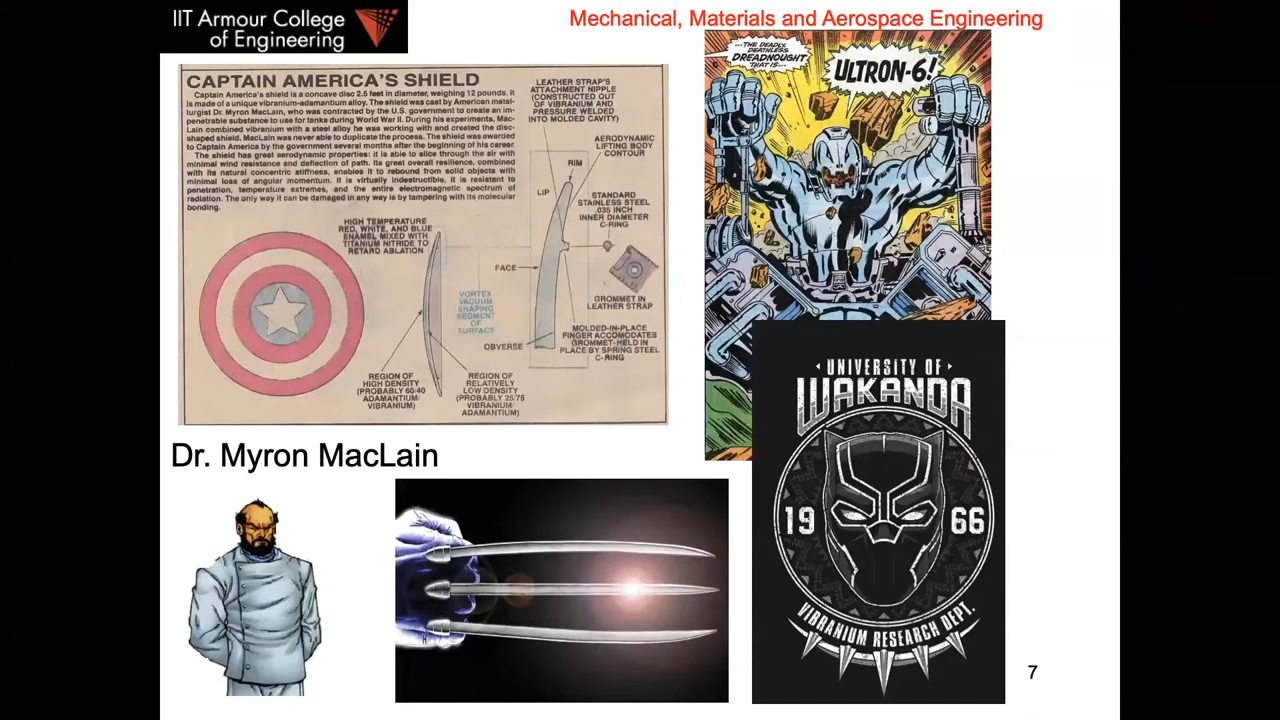 IIT Armour College
of Engineering
Mechanical, Materials and Aerospace Engineering
CAPTAIN AMERICA'S SHIELD
Captain America's shield is a concave disc 2.5 feet in diameter, weighing 12 pounds. It
is made of a unique vibranium-adamantium alloy. The shield was cast by American metal-
lurgist Dr. Myron MacLain, who was contracted by the U.S. government to create an im-
penetrable substance to use for tanks during World War II. During his experiments, Mac-
Lain combined vibranium with a steel alloy he was working with and created the disc-
shaped shield. MacLain was never able to duplicate the process. The shield was awarded
to Captain America by the government several months after the beginning of his career.
The shield has great aerodynamic properties: it is able to slice through the air with
minimal wind resistance and deflection of path. Its great overall resilience, combined
with its natural concentric stiffness, enables it to rebound from solid objects with
minimal loss of angular momentum. It is virtually indestructible, it is resistant to
penetration, temperature extremes, and the entire electromagnetic spectrum of
radiation. The only way it can be damaged in any way is by tampering with its molecular
bonding.
LEATHER STRAP'S
ATTACHMENT NIPPLE
(CONSTRUCTED OUT
OF VIBRANIUM AND
PRESSURE WELDED
INTO MOLDED CAVITY)
AERODYNAMIC
LIFTING BODY
CONTOUR
RIM
LIP
STANDARD
STAINLESS STEEL
.035 INCH
INNER DIAMETER
C-RING
HIGH TEMPERATURE
RED, WHITE, AND BLUE
ENAMEL MIXED WITH
TITANIUM NITRIDE TO
RETARD ABLATION
FACE
VORTEX
VACUUM
SHAPING
SEGMENT
OF
SURFACE
GROMMET IN
LEATHER STRAP
OBVERSE
MOLDED-IN-PLACE
FINGER ACCOMODATES
GROMMET-HELD IN
PLACE BY SPRING STEEL
C-RING
REGION OF
HIGH DENSITY
(PROBABLY 60/40
ADAMANTIUM/
VIBRANIUM)
REGION OF
RELATIVELY
LOW DENSITY
(PROBABLY 25/75
VIBRANIUM/
ADAMANTIUM)
...THE DEADLY,
DEATHLESS
DREADNOUGHT
THAT IS...
ULTRON-6!
UNIVERSITY OF
WAKANDA
19 66
VIBRANIUM RESEARCH DEPT.
Dr. Myron MacLain
7